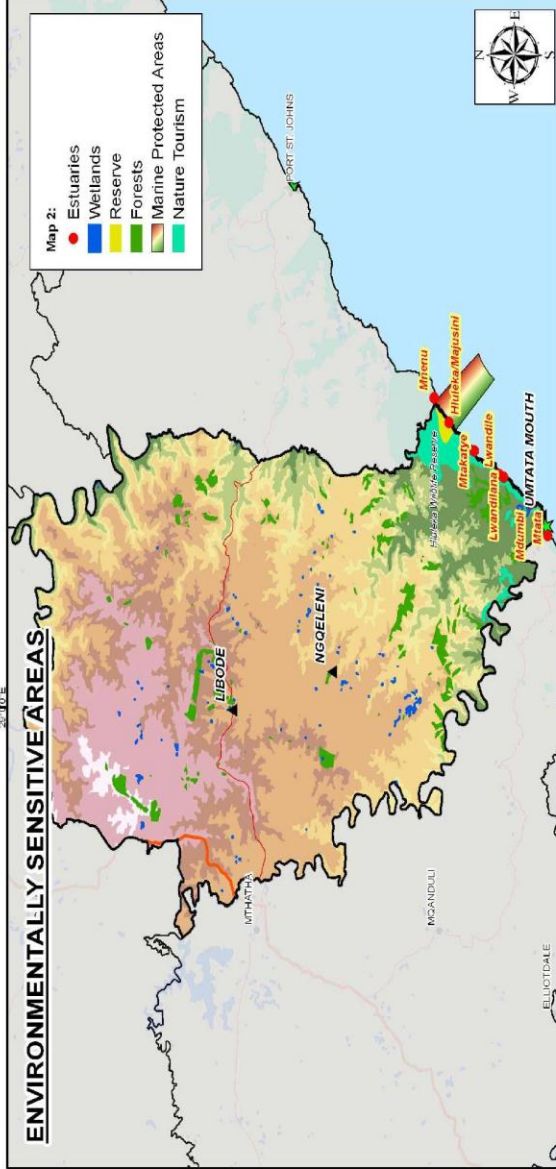 ENVIRONMENTALLY SENSITIVE AREAS
Map 2:
Estuaries
Wetlands
Reserve
Forests
Marine Protected Areas
Nature Tourism
N
E
S
W
PORT ST. JOHNS
LIBODE
NGQELENI
MTHATHA
MQANDULI
ELLIOTDALE
Hluleka Wildlife Reserve
Mnenu
Hluleka/Majusini
Mtakatye
Lwandile
Lwandilana
Mdumbi
Mtata
UMTATA MOUTH